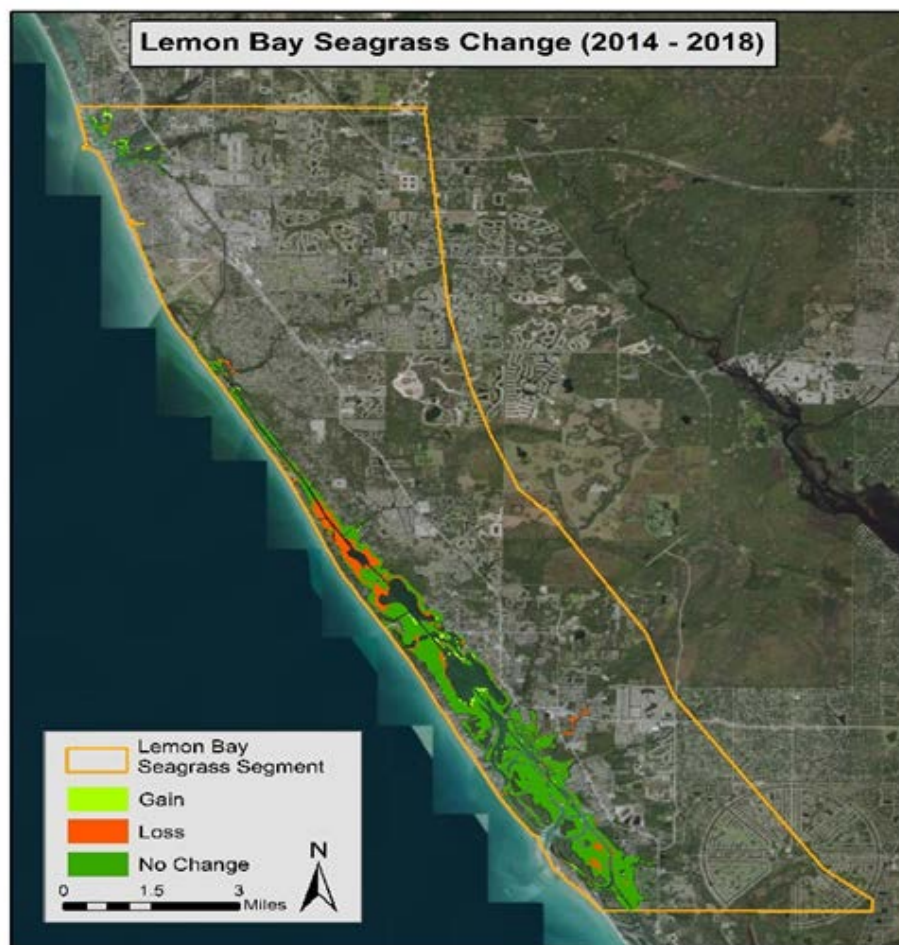 Lemon Bay Seagrass Change (2014 - 2018)
Lemon Bay
Seagrass Segment
Gain
Loss
No Change
N
0 1.5 3
Miles